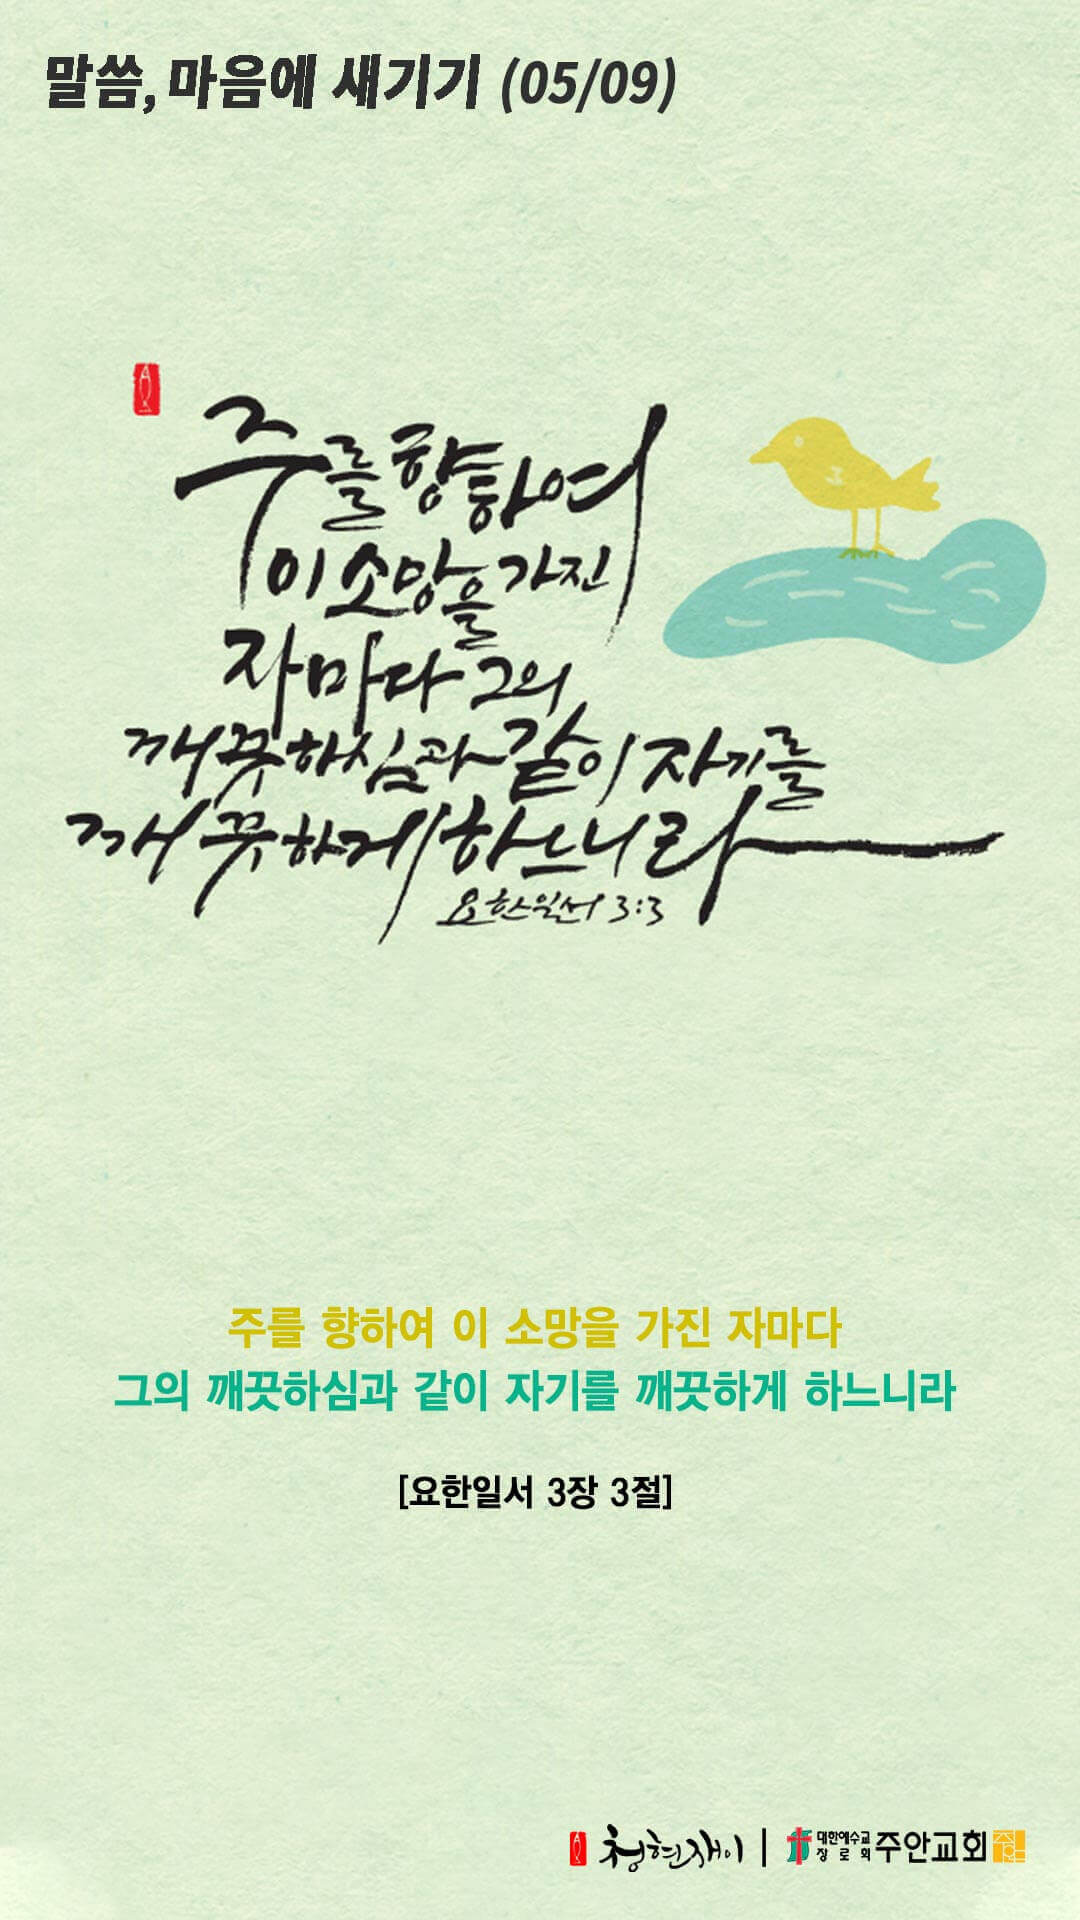 말씀, 마음에 새기기 (05/09)
주를 향하여
이 소망을 가진
자마다 그의
깨끗하심과 같이 자기를
깨끗하게 하느니라
요한일서 3:3
주를 향하여 이 소망을 가진 자마다
그의 깨끗하심과 같이 자기를 깨끗하게 하느니라
[요한일서 3장 3절]
청현재이 | 대한예수교 장로회 주안교회